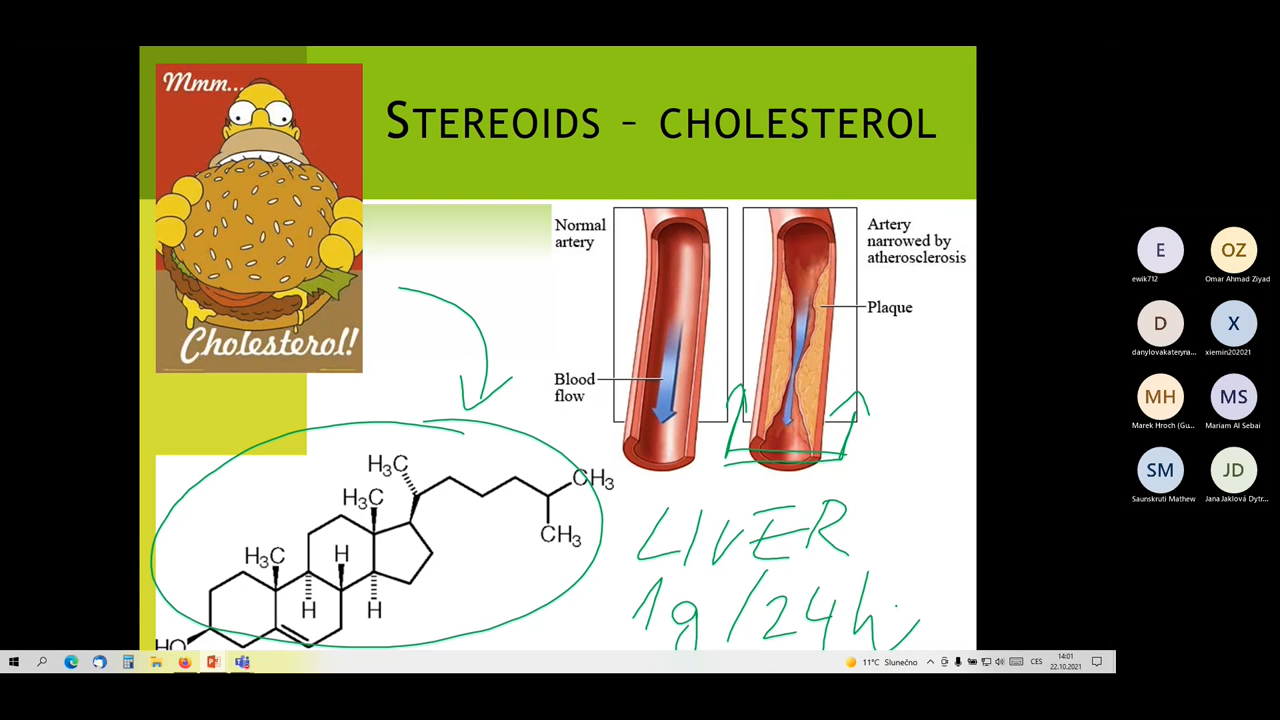 Mmm...
Cholesterol!
STEREOIDS – CHOLESTEROL
Normal
artery
Artery
narrowed by
atherosclerosis
Plaque
Blood
flow
H₃C
H₃C
H₃C
H
H
H
CH₃
CH₃
HO
LIVER
1g/24h
E
ewik712
OZ
Omar Ahmad Ziyad
D
danylovakateryna...
X
xiemin202021
MH
Marek Hroch (Gu...
MS
Mariam Al Sebai
SM
Saunskruti Mathew
JD
Jana Jaklová Dytr...
11°C Slunečno
CES
14:01
22.10.2021